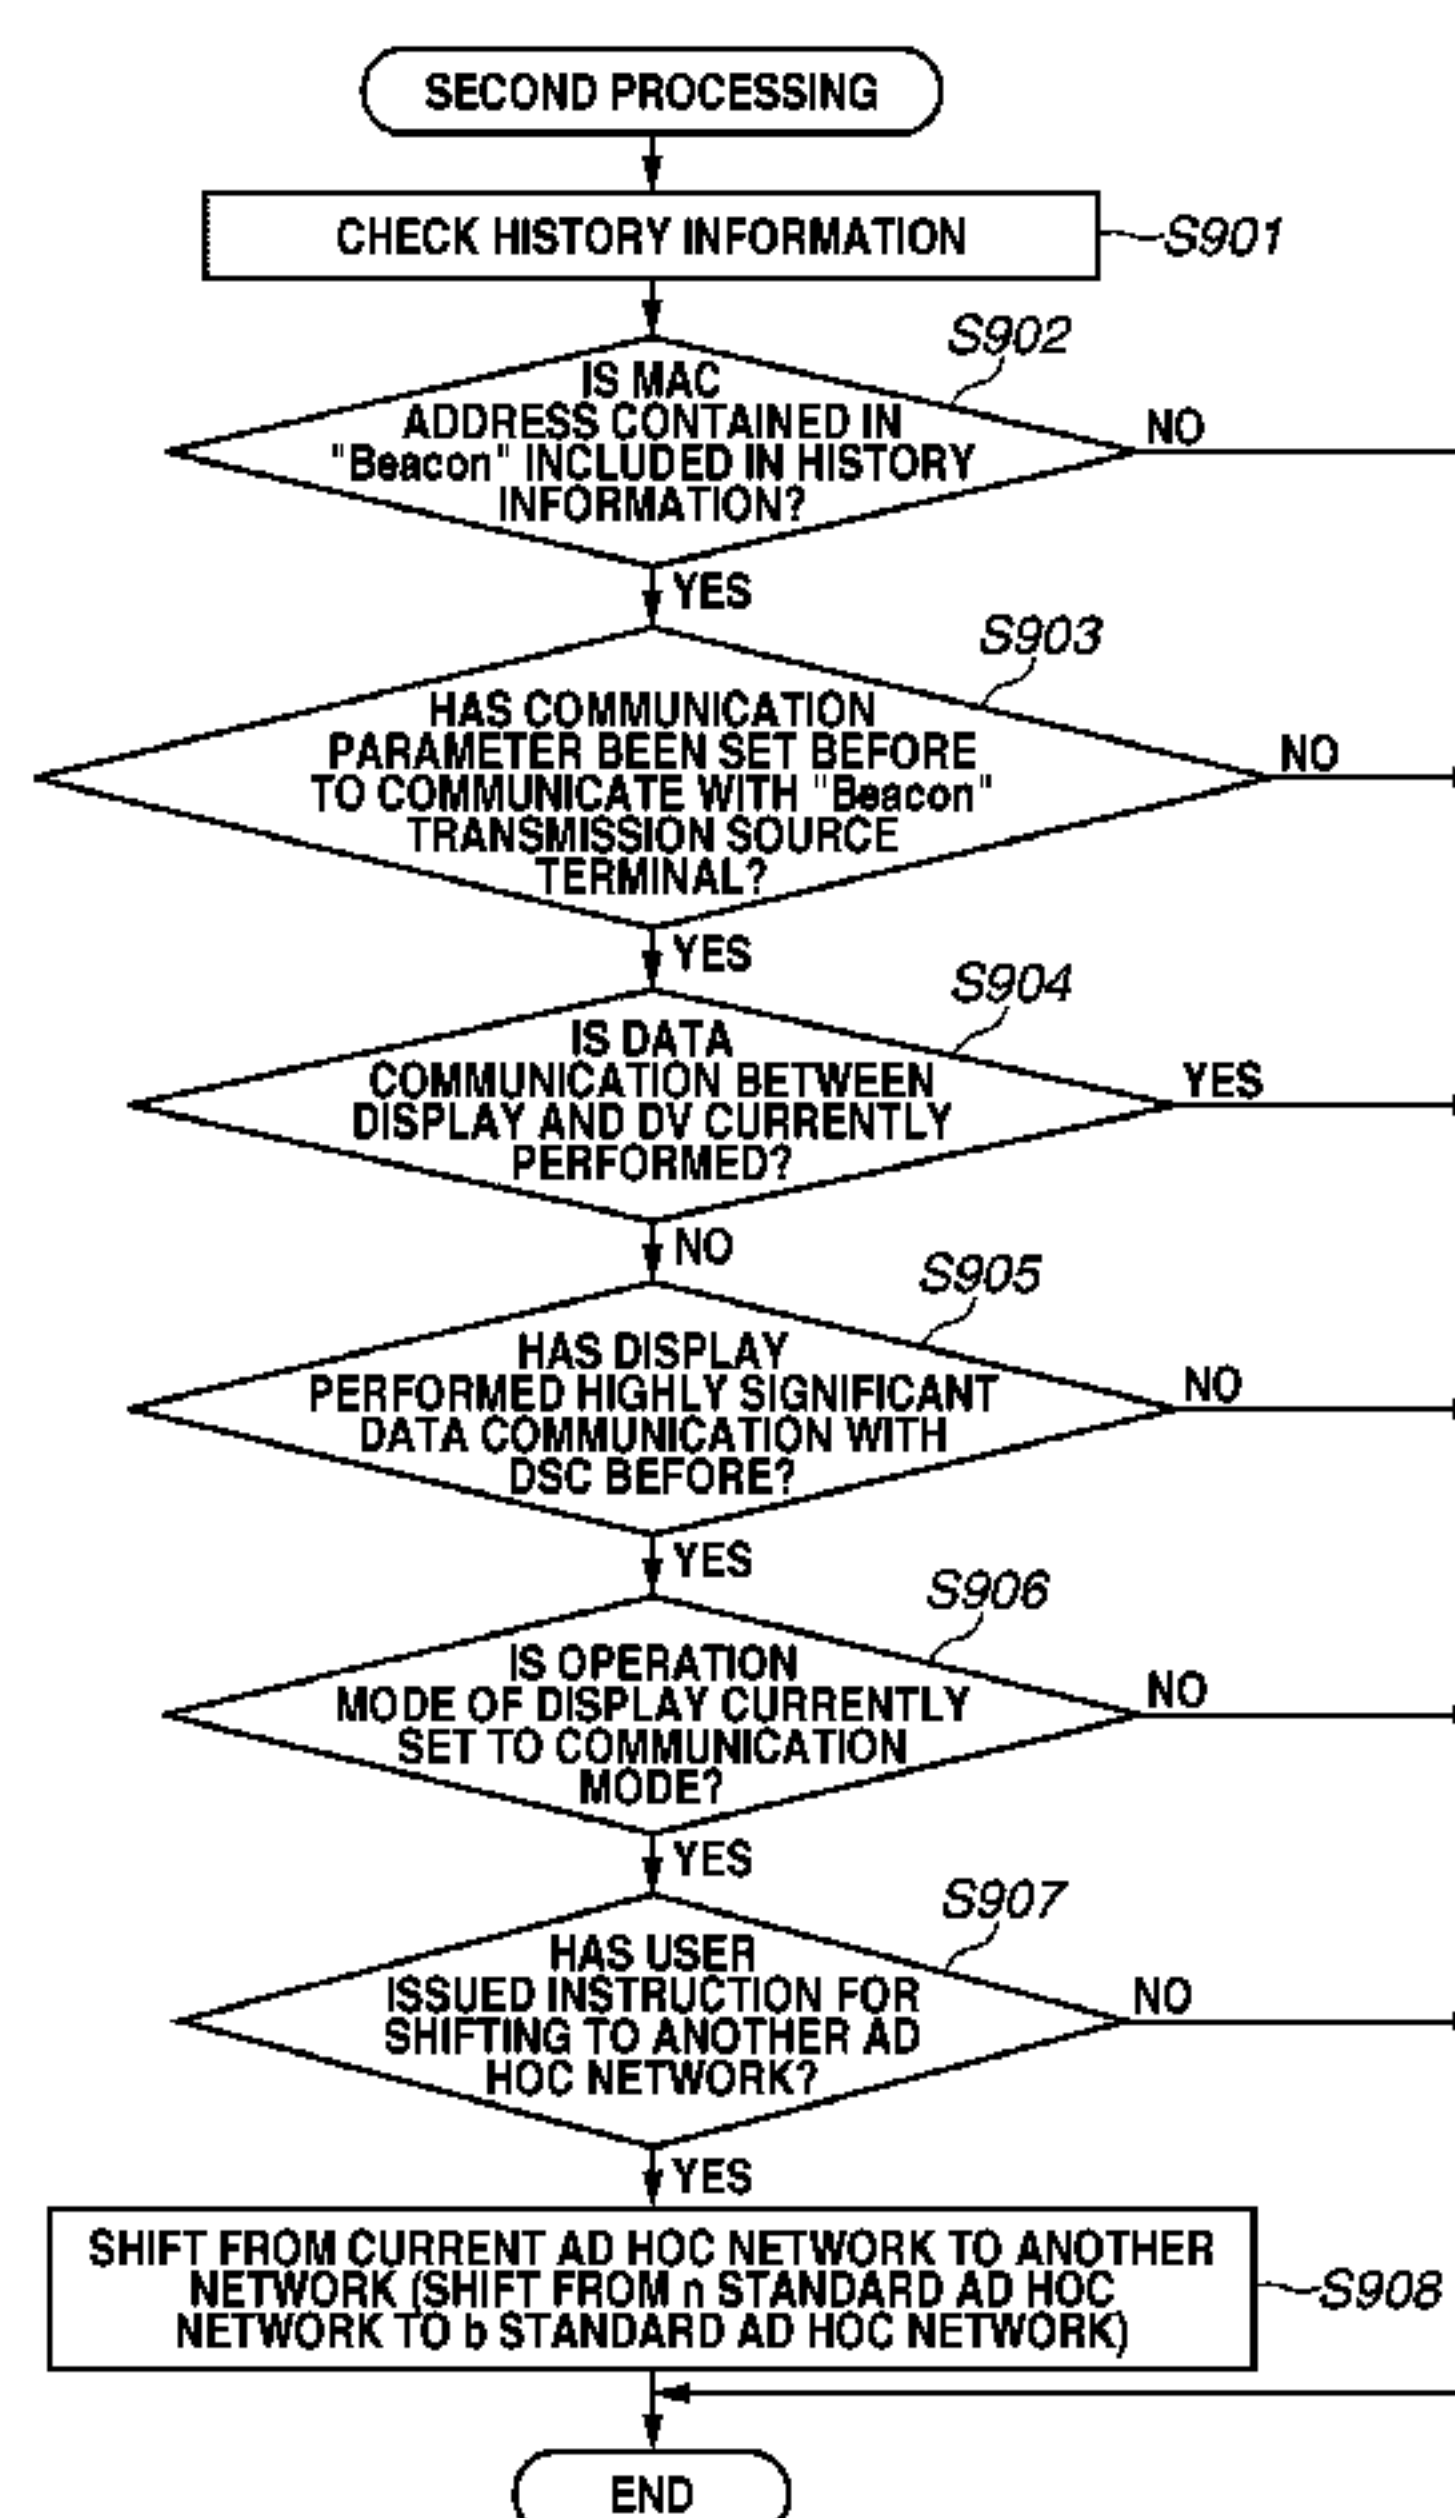 SECOND PROCESSING
CHECK HISTORY INFORMATION
S901
S902
IS MAC
ADDRESS CONTAINED IN
"Beacon" INCLUDED IN HISTORY
INFORMATION?
NO
YES
S903
HAS COMMUNICATION
PARAMETER BEEN SET BEFORE
TO COMMUNICATE WITH "Beacon"
TRANSMISSION SOURCE
TERMINAL?
NO
YES
S904
IS DATA
COMMUNICATION BETWEEN
DISPLAY AND DV CURRENTLY
PERFORMED?
YES
NO
S905
HAS DISPLAY
PERFORMED HIGHLY SIGNIFICANT
DATA COMMUNICATION WITH
DSC BEFORE?
NO
YES
S906
IS OPERATION
MODE OF DISPLAY CURRENTLY
SET TO COMMUNICATION
MODE?
NO
YES
S907
HAS USER
ISSUED INSTRUCTION FOR
SHIFTING TO ANOTHER AD
HOC NETWORK?
NO
YES
SHIFT FROM CURRENT AD HOC NETWORK TO ANOTHER
NETWORK (SHIFT FROM n STANDARD AD HOC
NETWORK TO b STANDARD AD HOC NETWORK)
S908
END